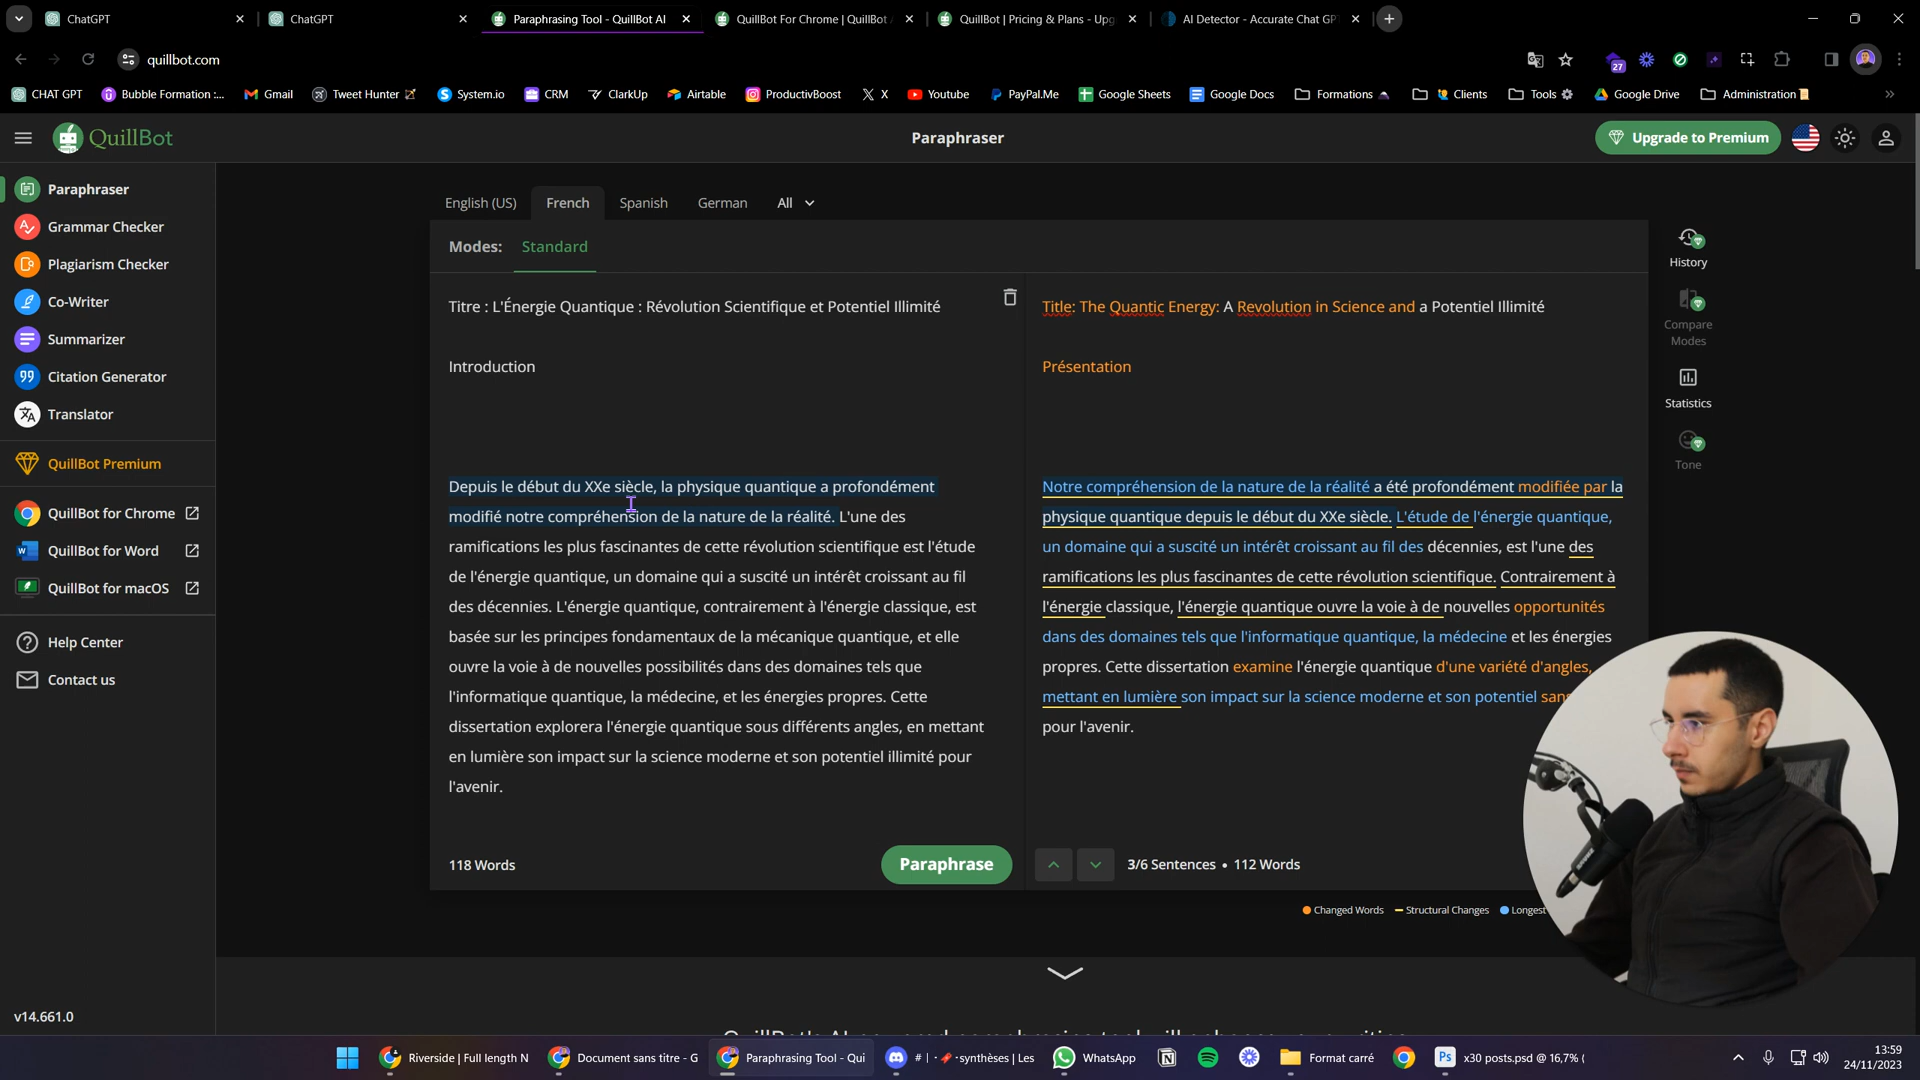 ChatGPT
ChatGPT
Paraphrasing Tool - QuillBot AI
QuillBot For Chrome | QuillBot
QuillBot | Pricing & Plans - Upg
AI Detector - Accurate Chat GP
quillbot.com
27
CHAT GPT
Bubble Formation :...
Gmail
Tweet Hunter
System.io
CRM
ClarkUp
Airtable
ProductivBoost
X
Youtube
PayPal.Me
Google Sheets
Google Docs
Formations
Clients
Tools
Google Drive
Administration
QuillBot
Paraphraser
Upgrade to Premium
Paraphraser
Grammar Checker
Plagiarism Checker
Co-Writer
Summarizer
Citation Generator
Translator
QuillBot Premium
QuillBot for Chrome
QuillBot for Word
QuillBot for macOS
Help Center
Contact us
v14.661.0
English (US)
French
Spanish
German
All
Modes:
Standard
Titre : L'Énergie Quantique : Révolution Scientifique et Potentiel Illimité
Introduction
Depuis le début du XXe siècle, la physique quantique a profondément
modifié notre compréhension de la nature de la réalité. L'une des
ramifications les plus fascinantes de cette révolution scientifique est l'étude
de l'énergie quantique, un domaine qui a suscité un intérêt croissant au fil
des décennies. L'énergie quantique, contrairement à l'énergie classique, est
basée sur les principes fondamentaux de la mécanique quantique, et elle
ouvre la voie à de nouvelles possibilités dans des domaines tels que
l'informatique quantique, la médecine, et les énergies propres. Cette
dissertation explorera l'énergie quantique sous différents angles, en mettant
en lumière son impact sur la science moderne et son potentiel illimité pour
l'avenir.
118 Words
Paraphrase
Title: The Quantic Energy: A Revolution in Science and a Potentiel Illimité
Présentation
Notre compréhension de la nature de la réalité a été profondément modifiée par la
physique quantique depuis le début du XXe siècle. L'étude de l'énergie quantique,
un domaine qui a suscité un intérêt croissant au fil des décennies, est l'une des
ramifications les plus fascinantes de cette révolution scientifique. Contrairement à
l'énergie classique, l'énergie quantique ouvre la voie à de nouvelles opportunités
dans des domaines tels que l'informatique quantique, la médecine et les énergies
propres. Cette dissertation examine l'énergie quantique d'une variété d'angles,
mettant en lumière son impact sur la science moderne et son potentiel
pour l'avenir.
3/6 Sentences • 112 Words
Changed Words
Structural Changes
Longest
History
Compare
Modes
Statistics
Tone
Riverside | Full length N
Document sans titre - G
Paraphrasing Tool - Qui
synthèses | Les
WhatsApp
Format carré
x30 posts.psd @ 16,7% (
13:59
24/11/2023